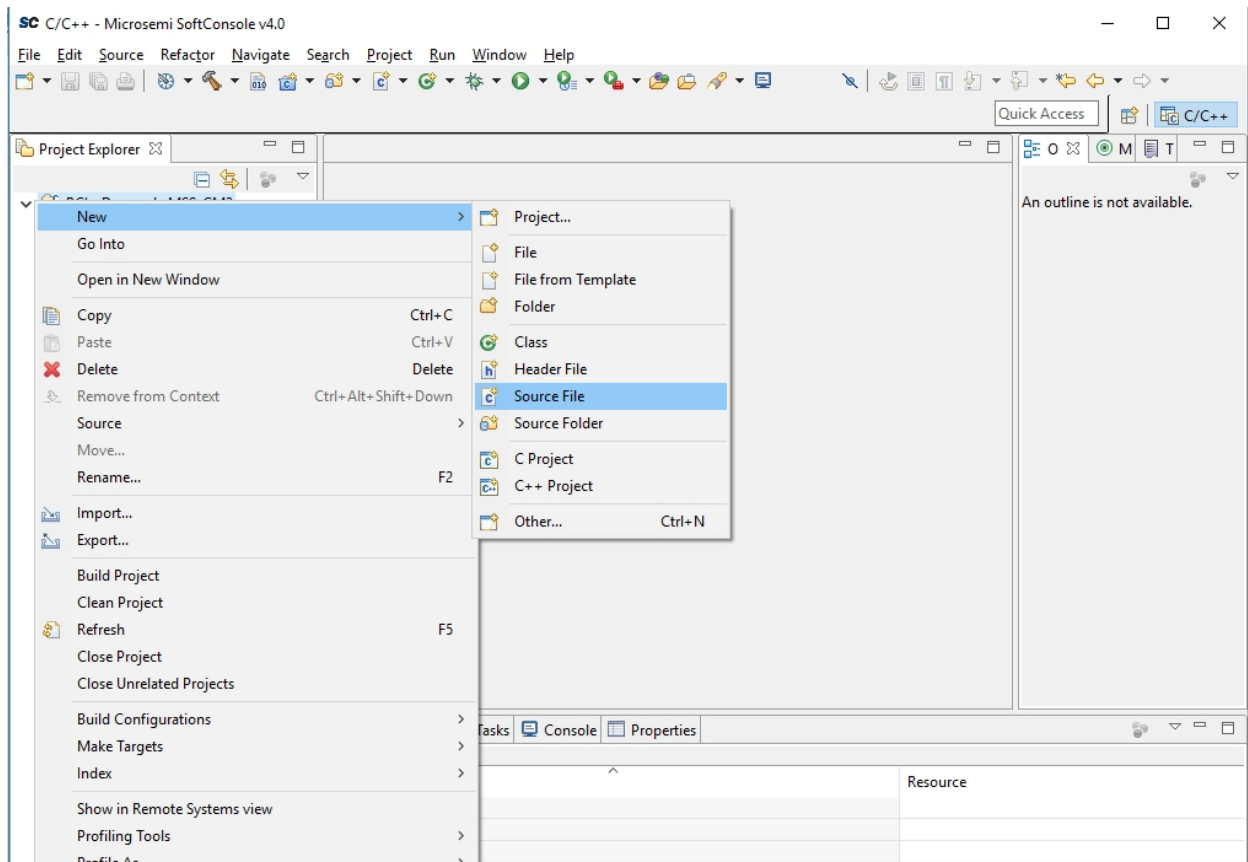 SC C/C++ - Microsemi SoftConsole v4.0
File Edit Source Refactor Navigate Search Project Run Window Help
Quick Access
C/C++
Project Explorer
O M T
An outline is not available.
New
Go Into
Open in New Window
Copy Ctrl+C
Paste Ctrl+V
Delete Delete
Remove from Context Ctrl+Alt+Shift+Down
Source
Move...
Rename... F2
Import...
Export...
Build Project
Clean Project
Refresh F5
Close Project
Close Unrelated Projects
Build Configurations
Make Targets
Index
Show in Remote Systems view
Profiling Tools
Profile As
Project...
File
File from Template
Folder
Class
Header File
Source File
Source Folder
C Project
C++ Project
Other... Ctrl+N
Tasks Console Properties
Resource